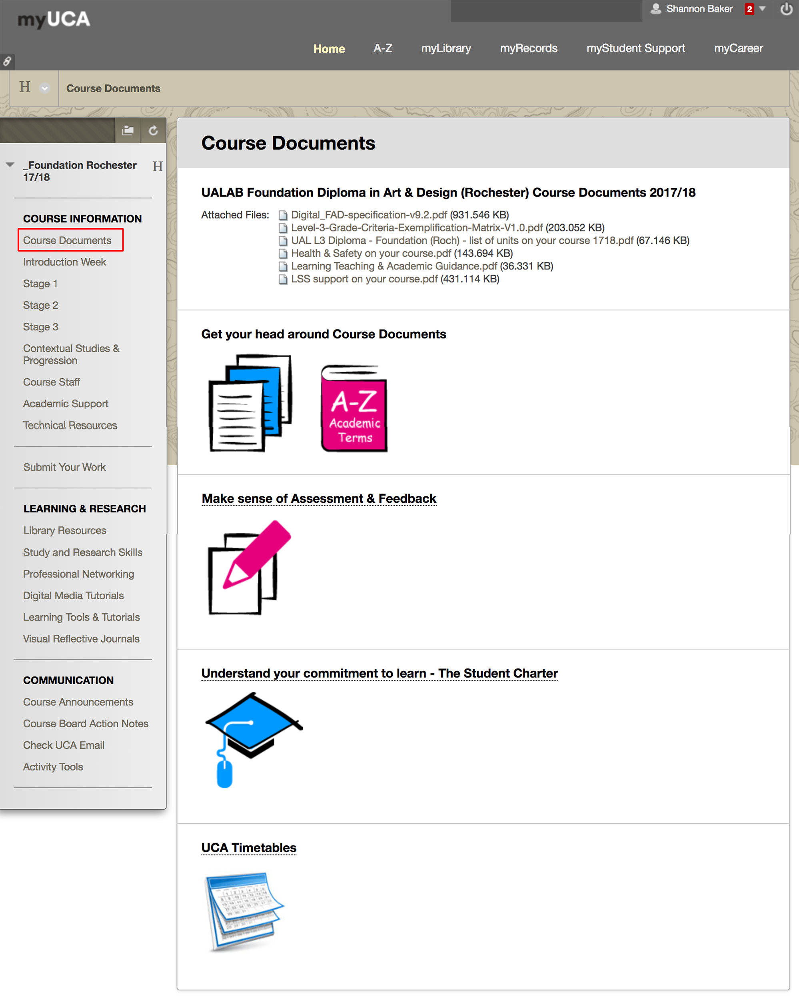 myUCA
Shannon Baker 2
Home A-Z myLibrary myRecords myStudent Support myCareer
H Course Documents
_Foundation Rochester H
17/18
COURSE INFORMATION
Course Documents
Introduction Week
Stage 1
Stage 2
Stage 3
Contextual Studies &
Progression
Course Staff
Academic Support
Technical Resources
Submit Your Work
LEARNING & RESEARCH
Library Resources
Study and Research Skills
Professional Networking
Digital Media Tutorials
Learning Tools & Tutorials
Visual Reflective Journals
COMMUNICATION
Course Announcements
Course Board Action Notes
Check UCA Email
Activity Tools
Course Documents
UALAB Foundation Diploma in Art & Design (Rochester) Course Documents 2017/18
Attached Files: Digital_FAD-specification-v9.2.pdf (931.546 KB)
Level-3-Grade-Criteria-Exemplification-Matrix-V1.0.pdf (203.052 KB)
UAL L3 Diploma - Foundation (Roch) - list of units on your course 1718.pdf (67.146 KB)
Health & Safety on your course.pdf (143.694 KB)
Learning Teaching & Academic Guidance.pdf (36.331 KB)
LSS support on your course.pdf (431.114 KB)
Get your head around Course Documents
A-Z
Academic
Terms
Make sense of Assessment & Feedback
Understand your commitment to learn - The Student Charter
UCA Timetables